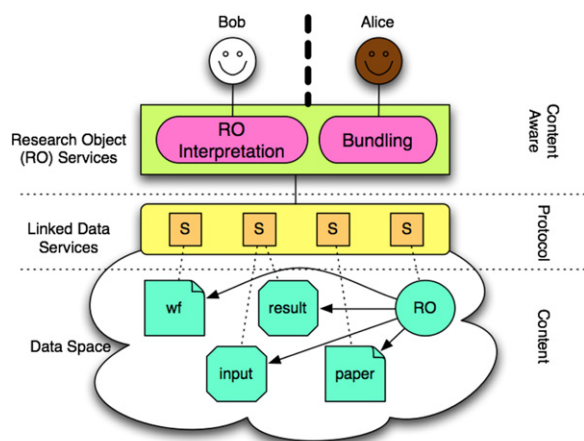 Bob
Alice
Research Object
(RO) Services
RO
Interpretation
Bundling
Content
Aware
Linked Data
Services
S
S
S
S
Protocol
Data Space
wf
result
RO
input
paper
Content